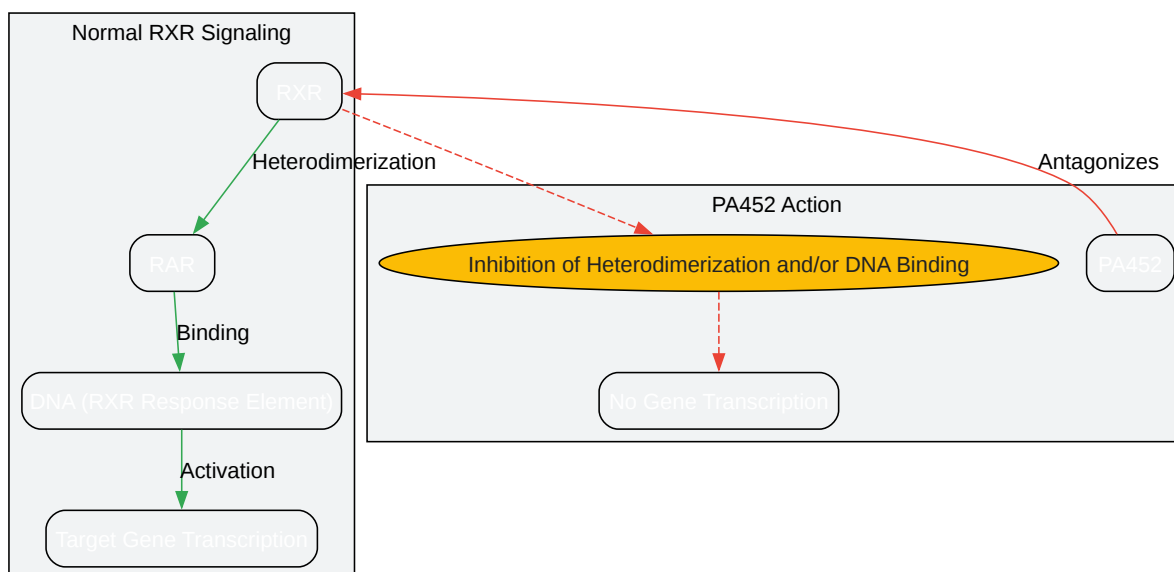 Normal RXR Signaling
RXR
Heterodimerization
Antagonizes
PA452 Action
RAR
Inhibition of Heterodimerization and/or DNA Binding
PA452
Binding
DNA (RXR Response Element)
No Gene Transcription
Activation
Target Gene Transcription